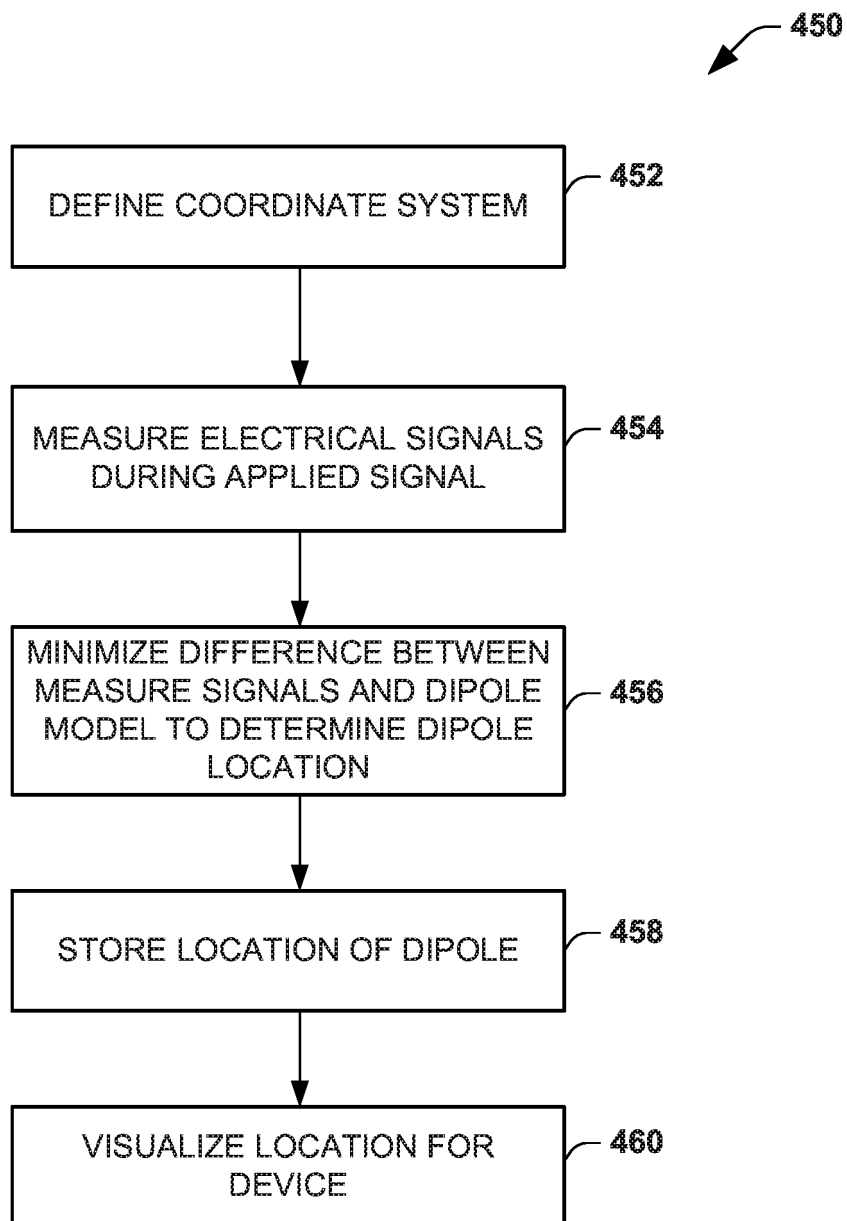 450
DEFINE COORDINATE SYSTEM
452
MEASURE ELECTRICAL SIGNALS
DURING APPLIED SIGNAL
454
MINIMIZE DIFFERENCE BETWEEN
MEASURE SIGNALS AND DIPOLE
MODEL TO DETERMINE DIPOLE
LOCATION
456
STORE LOCATION OF DIPOLE
458
VISUALIZE LOCATION FOR
DEVICE
460